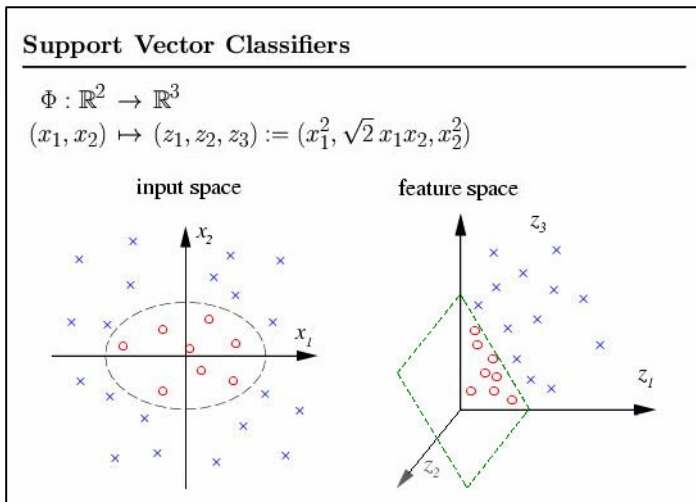 Support Vector Classifiers
Φ : ℝ² → ℝ³
(x₁, x₂) ↦ (z₁, z₂, z₃) := (x₁², √2 x₁x₂, x₂²)
input space
feature space
x₂
z₃
x₁
z₁
z₂